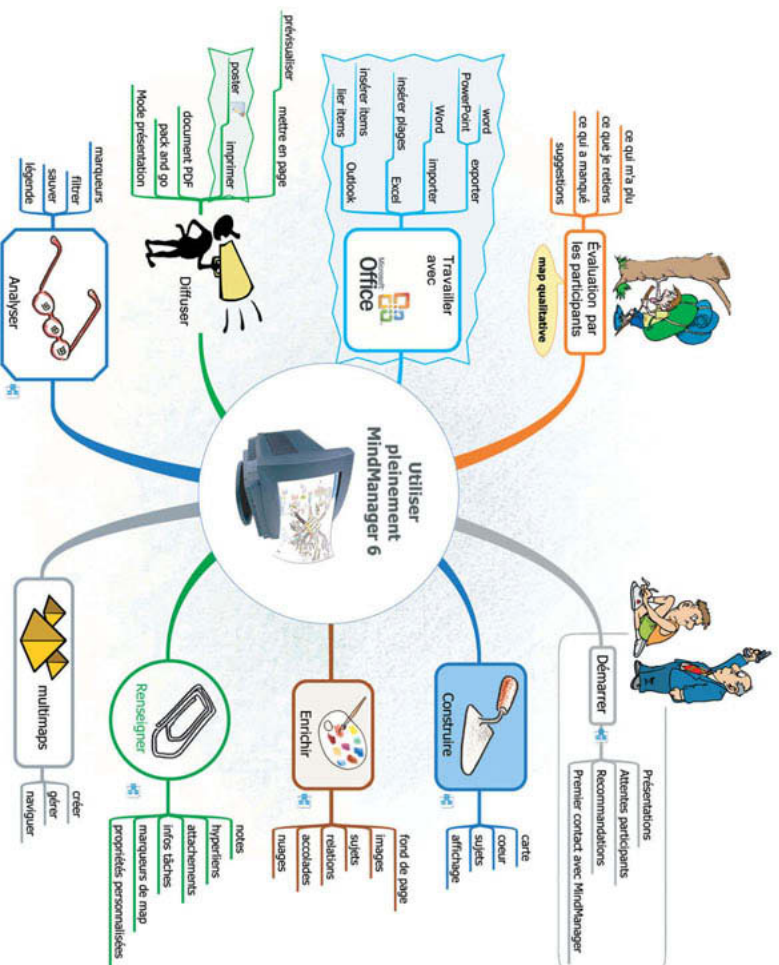 Utiliser
pleinement
MindManager 6
Démarrer
Présentations
Attentes participants
Recommandations
Premier contact avec MindManager
Construire
carte
coeur
sujets
affichage
Enrichir
fond de page
images
sujets
relations
accolades
nuages
Renseigner
notes
hyperliens
attachements
infos tâches
marqueurs de map
propriétés personnalisées
multimaps
créer
gérer
naviguer
Analyser
marqueurs
filtrer
sauver
légende
Diffuser
prévisualiser
mettre en page
poster
imprimer
document PDF
pack and go
Mode présentation
Travailler
avec
Microsoft
Office
word
PowerPoint
exporter
Word
importer
insérer plages
Excel
insérer items
lier items
Outlook
Évaluation par
les participants
map qualitative
ce qui m'a plu
ce que je retiens
ce qui a manqué
suggestions